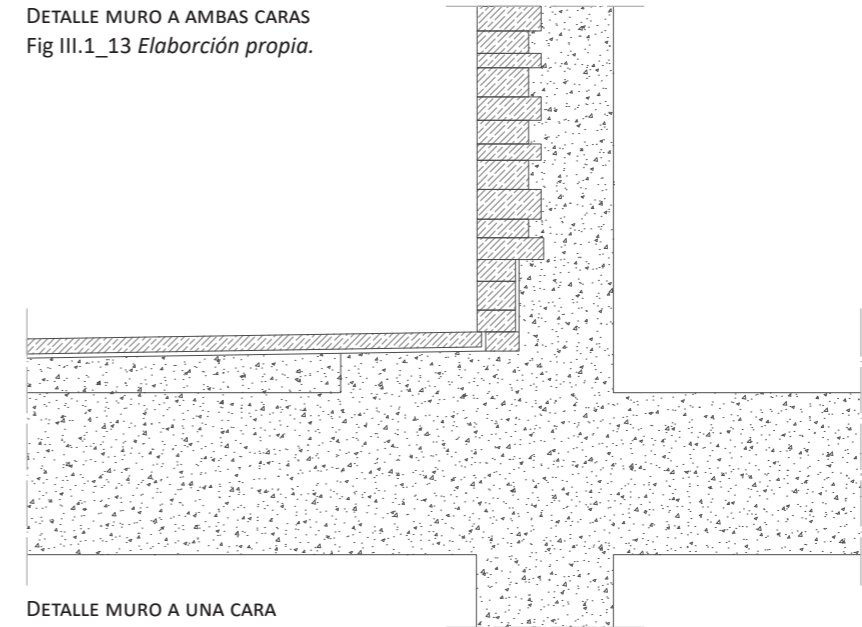 DETALLE MURO A AMBAS CARAS
Fig III.1_13 Elaborción propia.
DETALLE MURO A UNA CARA